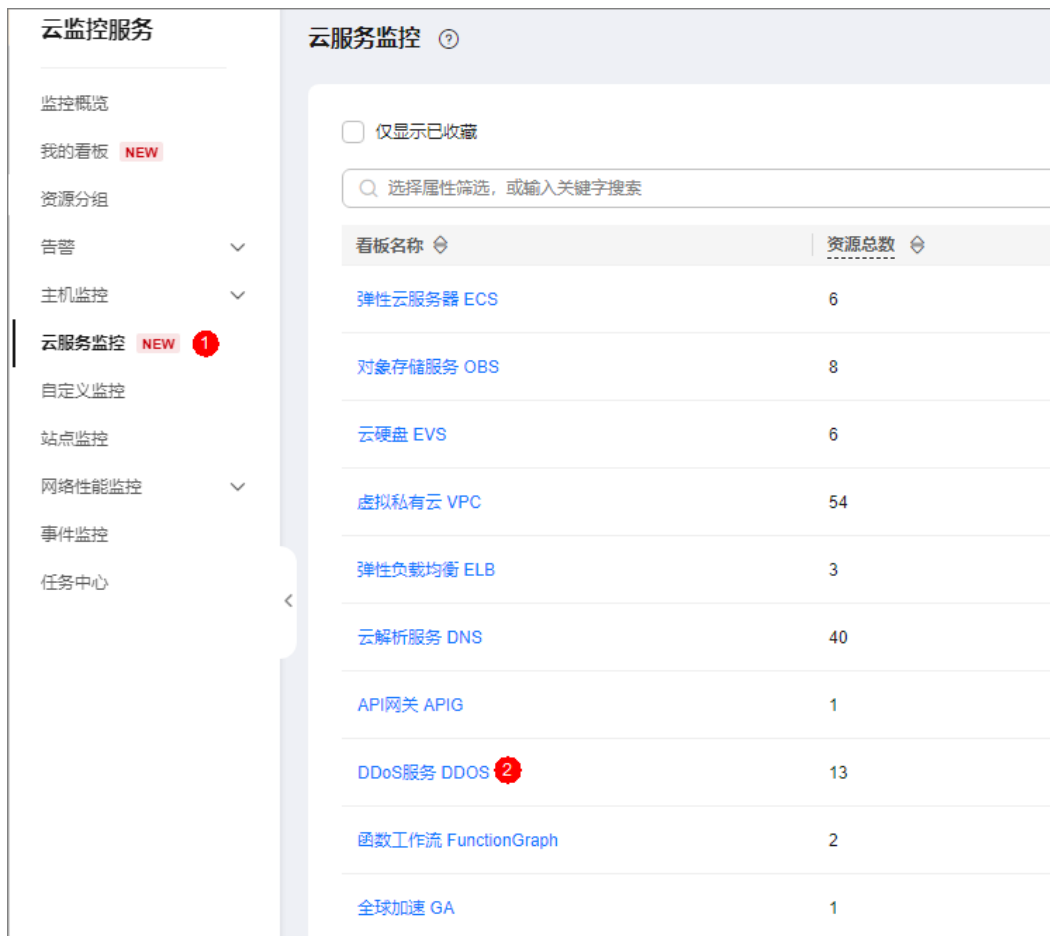 云监控服务
监控概览
我的看板 NEW
资源分组
告警
主机监控
云服务监控 NEW 1
自定义监控
站点监控
网络性能监控
事件监控
任务中心
云服务监控 ?
仅显示已收藏
选择属性筛选，或输入关键字搜索
看板名称 资源总数
弹性云服务器 ECS 6
对象存储服务 OBS 8
云硬盘 EVS 6
虚拟私有云 VPC 54
弹性负载均衡 ELB 3
云解析服务 DNS 40
API网关 APIG 1
DDoS服务 DDOS 2 13
函数工作流 FunctionGraph 2
全球加速 GA 1